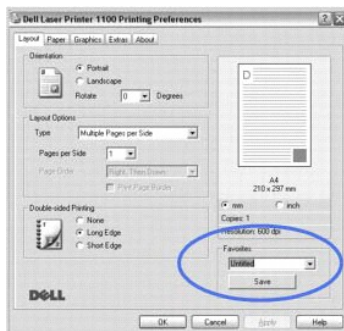 Dell Laser Printer 1100 Printing Preferences
Layout Paper Graphics Extras About
Orientation
Portrait
Landscape
Rotate 0 Degrees
Layout Options
Type Multiple Pages per Side
Pages per Side 1
Page Order Right, Then Down
Print Page Border
Double-sided Printing
None
Long Edge
Short Edge
D
A4
210 x 297 mm
mm inch
Copies: 1
Resolution: 600 dpi
Favorites
Untitled
Save
DELL
OK Cancel Apply Help